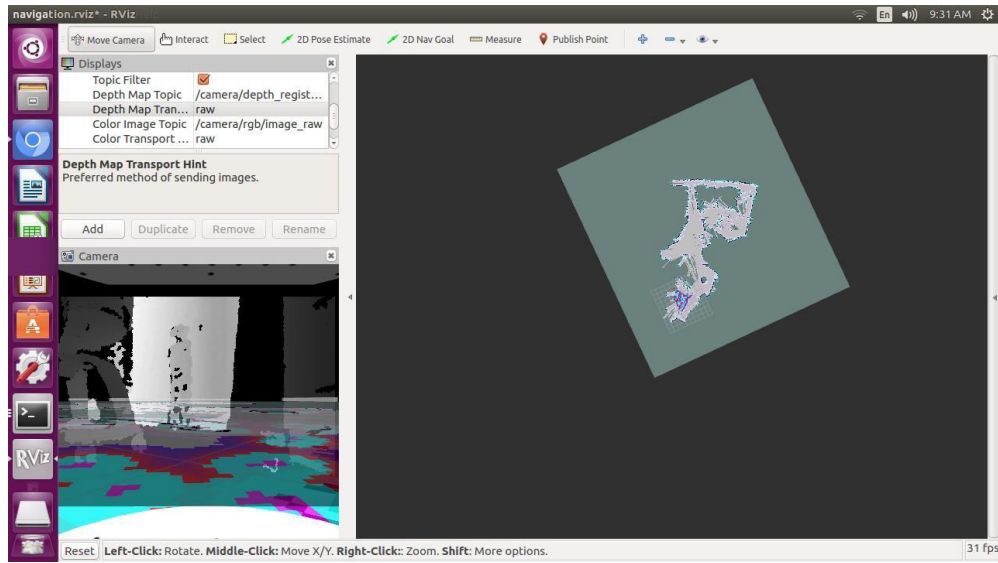 navigation.rviz* - RViz
En
9:31 AM
Move Camera
Interact
Select
2D Pose Estimate
2D Nav Goal
Measure
Publish Point
Displays
Topic Filter
Depth Map Topic /camera/depth_regist...
Depth Map Tran... raw
Color Image Topic /camera/rgb/image_raw
Color Transport ... raw
Depth Map Transport Hint
Preferred method of sending images.
Add
Duplicate
Remove
Rename
Camera
A
>_
RViz
Reset
Left-Click: Rotate. Middle-Click: Move X/Y. Right-Click:: Zoom. Shift: More options.
31 fps